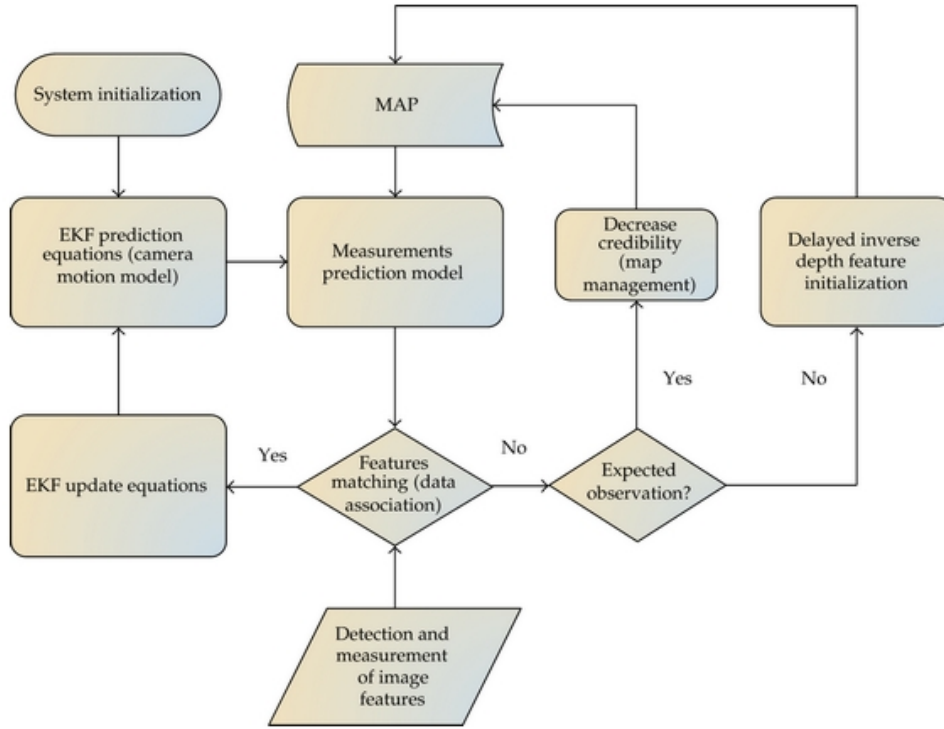 System initialization
MAP
EKF prediction
equations (camera
motion model)
Measurements
prediction model
Decrease
credibility
(map
management)
Delayed inverse
depth feature
initialization
Yes
No
EKF update equations
Yes
Features
matching (data
association)
No
Expected
observation?
Detection and
measurement
of image
features